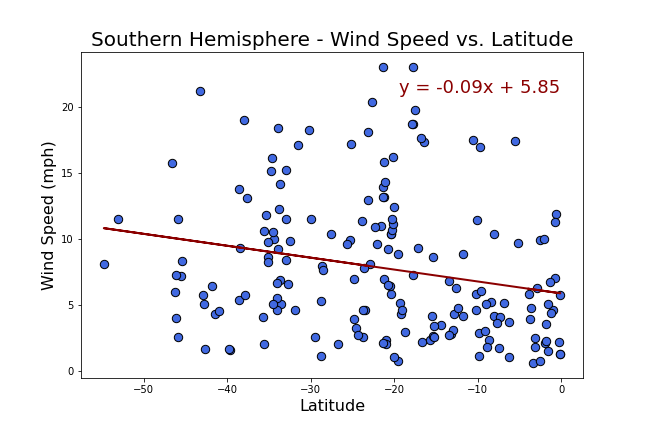 Southern Hemisphere - Wind Speed vs. Latitude
y = -0.09x + 5.85
Wind Speed (mph)
20
15
10
5
0
−50
−40
−30
−20
−10
0
Latitude